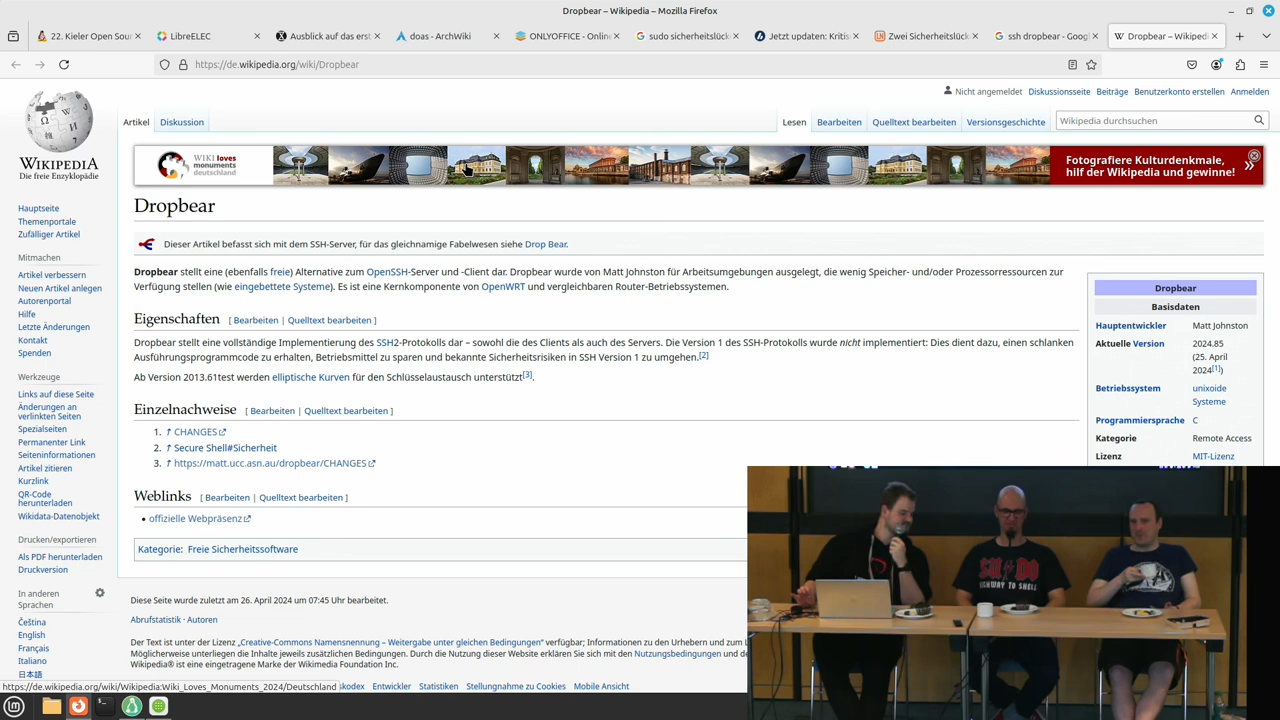 Dropbear – Wikipedia – Mozilla Firefox
22. Kieler Open Sour
LibreELEC
Ausblick auf das erst
doas - ArchWiki
ONLYOFFICE - Online
sudo sicherheitslück
Jetzt updaten: Kritis
Zwei Sicherheitslück
ssh dropbear - Googl
Dropbear – Wikipedi
https://de.wikipedia.org/wiki/Dropbear
Nicht angemeldet Diskussionsseite Beiträge Benutzerkonto erstellen Anmelden
Artikel Diskussion
Lesen Bearbeiten Quelltext bearbeiten Versionsgeschichte
Wikipedia durchsuchen
WIKIPEDIA
Die freie Enzyklopädie
WIKI loves
monuments
deutschland
Fotografiere Kulturdenkmale,
hilf der Wikipedia und gewinne!
Hauptseite
Themenportale
Zufälliger Artikel
Mitmachen
Artikel verbessern
Neuen Artikel anlegen
Autorenportal
Hilfe
Letzte Änderungen
Kontakt
Spenden
Werkzeuge
Links auf diese Seite
Änderungen an
verlinkten Seiten
Spezialseiten
Permanenter Link
Seiteninformationen
Artikel zitieren
Kurzlink
QR-Code
herunterladen
Wikidata-Datenobjekt
Drucken/exportieren
Als PDF herunterladen
Druckversion
In anderen
Sprachen
Čeština
English
Français
Italiano
日本語
Dropbear
Dieser Artikel befasst sich mit dem SSH-Server, für das gleichnamige Fabelwesen siehe Drop Bear.
Dropbear stellt eine (ebenfalls freie) Alternative zum OpenSSH-Server und -Client dar. Dropbear wurde von Matt Johnston für Arbeitsumgebungen ausgelegt, die wenig Speicher- und/oder Prozessorressourcen zur
Verfügung stellen (wie eingebettete Systeme). Es ist eine Kernkomponente von OpenWRT und vergleichbaren Router-Betriebssystemen.
Eigenschaften [ Bearbeiten | Quelltext bearbeiten ]
Dropbear stellt eine vollständige Implementierung des SSH2-Protokolls dar – sowohl die des Clients als auch des Servers. Die Version 1 des SSH-Protokolls wurde nicht implementiert: Dies dient dazu, einen schlanken
Ausführungsprogrammcode zu erhalten, Betriebsmittel zu sparen und bekannte Sicherheitsrisiken in SSH Version 1 zu umgehen.[2]
Ab Version 2013.61test werden elliptische Kurven für den Schlüsselaustausch unterstützt[3].
Einzelnachweise [ Bearbeiten | Quelltext bearbeiten ]
1. ↑ CHANGES
2. ↑ Secure Shell#Sicherheit
3. ↑ https://matt.ucc.asn.au/dropbear/CHANGES
Weblinks [ Bearbeiten | Quelltext bearbeiten ]
• offizielle Webpräsenz
Kategorie: Freie Sicherheitssoftware
Dropbear
Basisdaten
Hauptentwickler Matt Johnston
Aktuelle Version 2024.85
(25. April
2024[1])
Betriebssystem unixoide
Systeme
Programmiersprache C
Kategorie Remote Access
Lizenz MIT-Lizenz
Diese Seite wurde zuletzt am 26. April 2024 um 07:45 Uhr bearbeitet.
Abrufstatistik · Autoren
Der Text ist unter der Lizenz „Creative-Commons Namensnennung – Weitergabe unter gleichen Bedingungen“ verfügbar; Informationen zu den Urhebern und zum L
Möglicherweise unterliegen die Inhalte jeweils zusätzlichen Bedingungen. Durch die Nutzung dieser Website erklären Sie sich mit den Nutzungsbedingungen und de
Wikipedia® ist eine eingetragene Marke der Wikimedia Foundation Inc.
https://de.wikipedia.org/wiki/Wikipedia:Wiki_Loves_Monuments_2024/Deutschland
skodex Entwickler Statistiken Stellungnahme zu Cookies Mobile Ansicht
SU DO
HIGHWAY TO SHELL